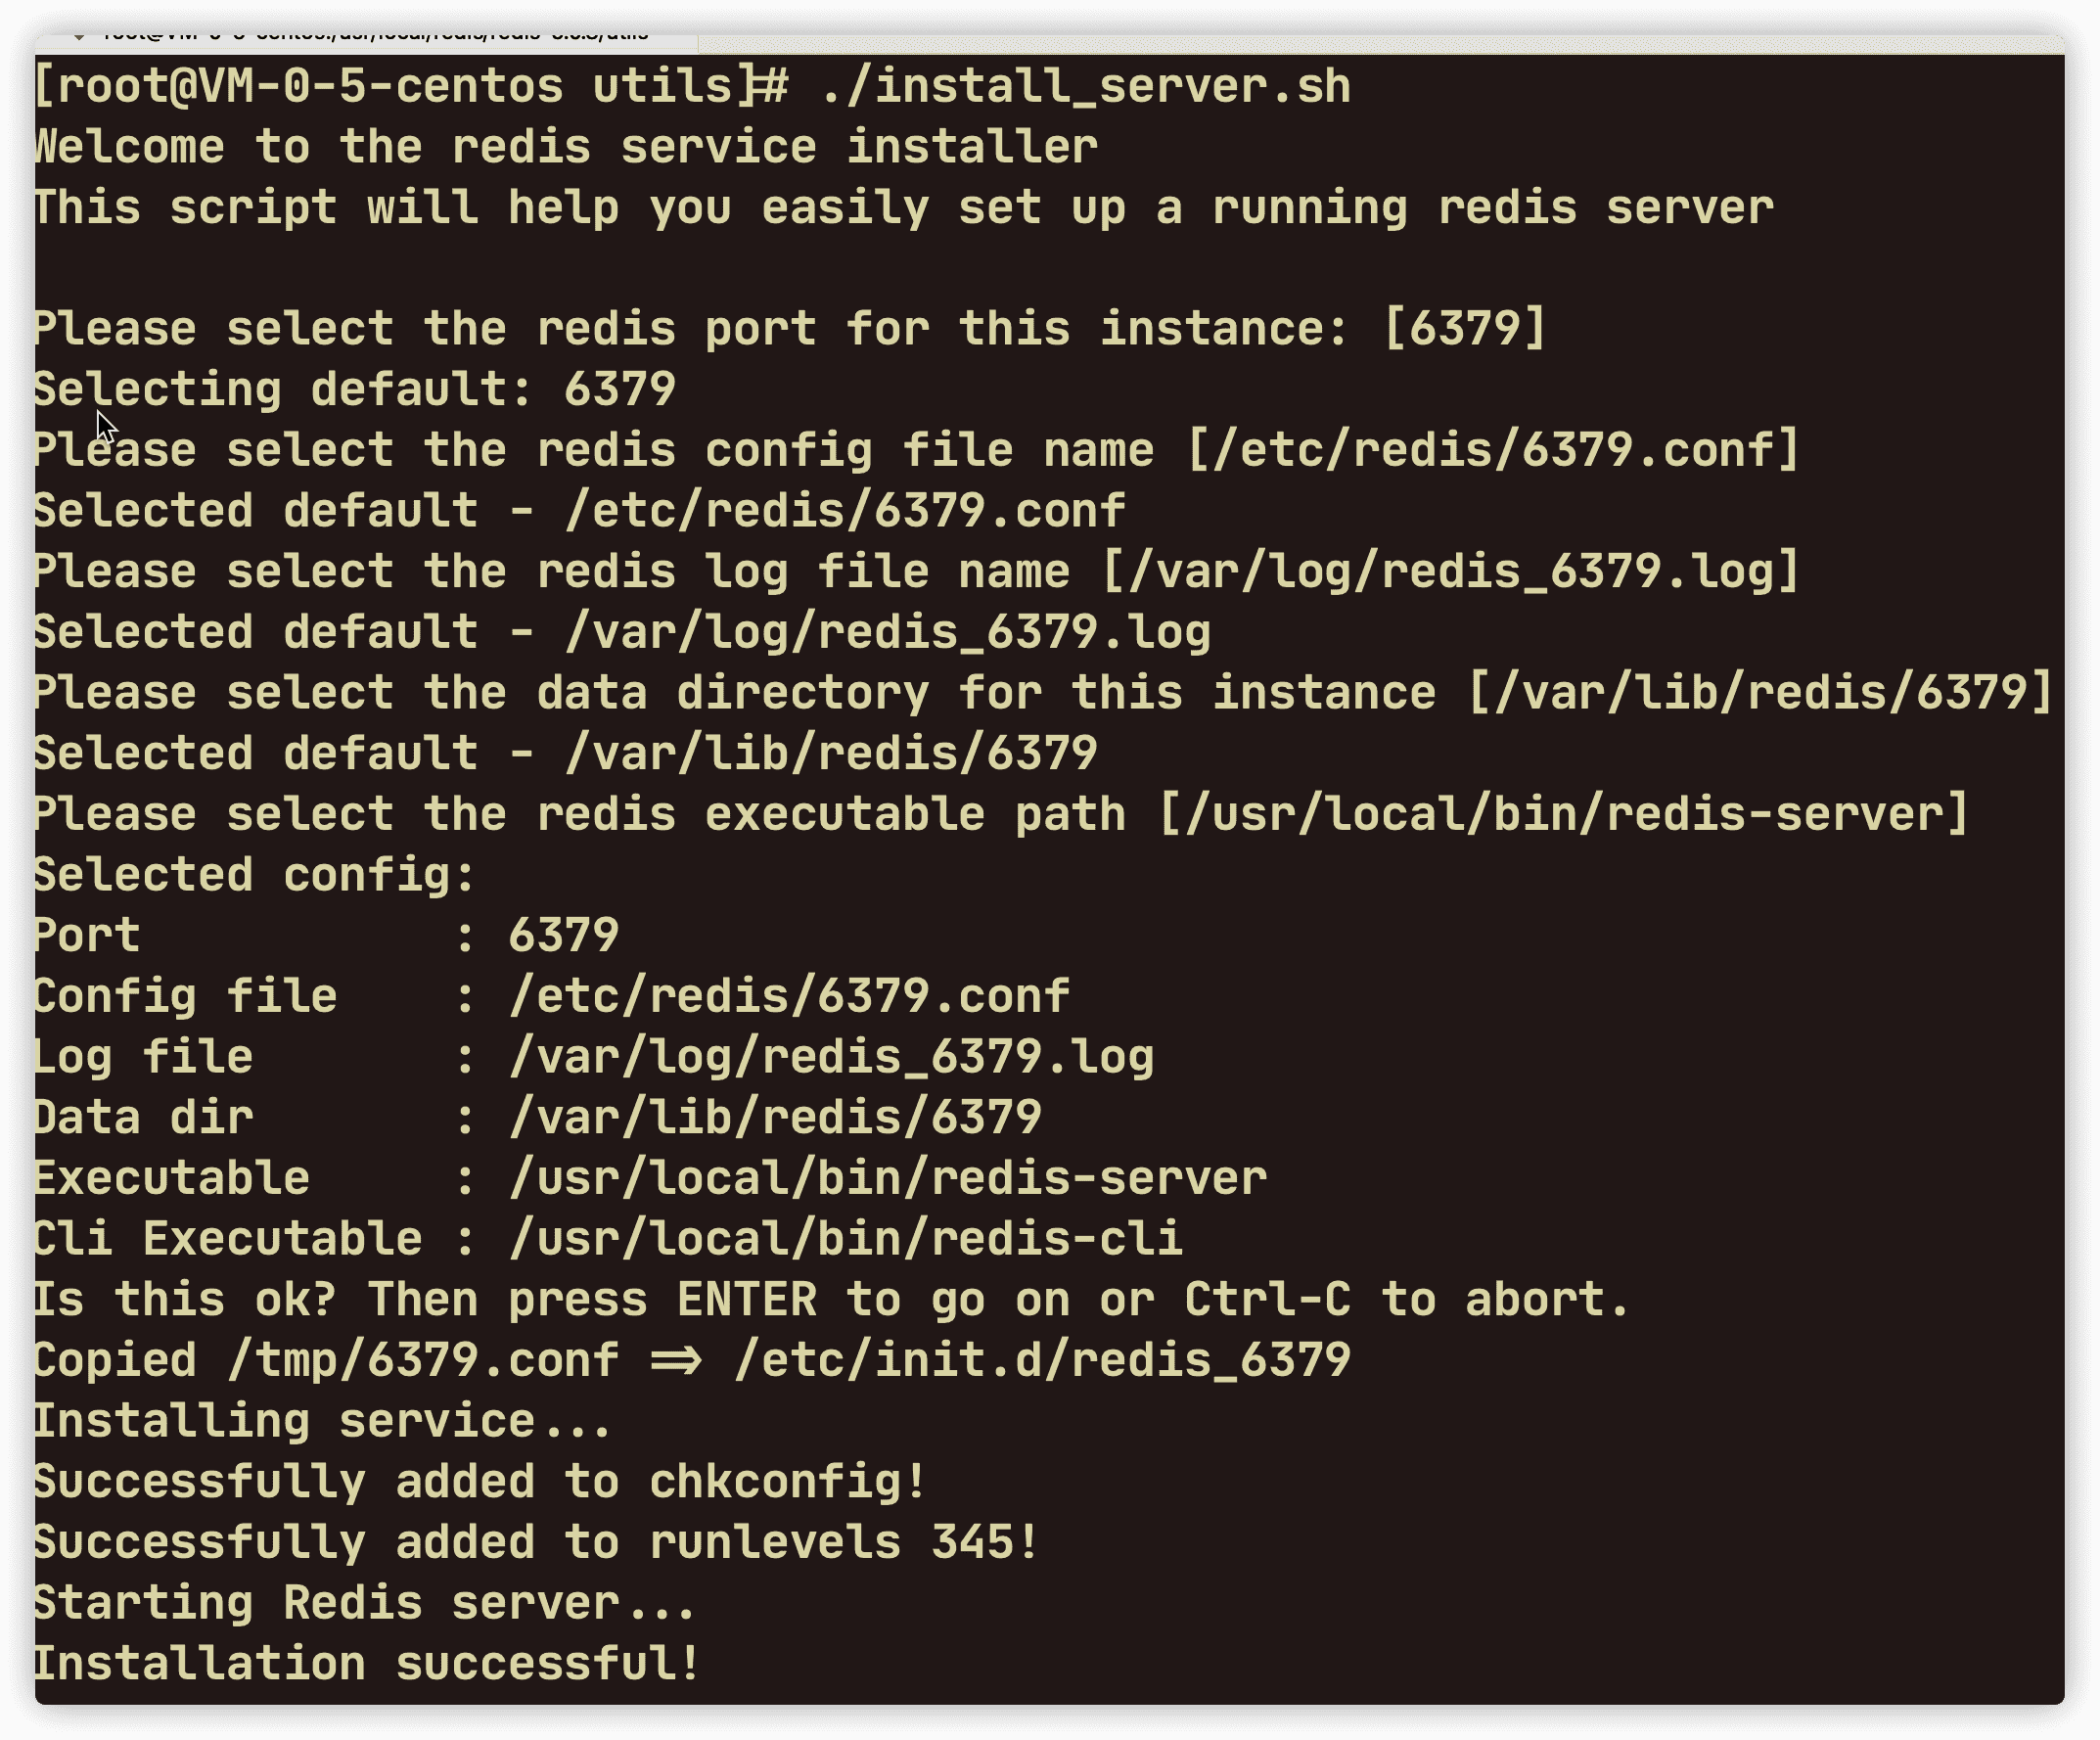 [root@VM-0-5-centos utils]# ./install_server.sh
Welcome to the redis service installer
This script will help you easily set up a running redis server
Please select the redis port for this instance: [6379]
Selecting default: 6379
Please select the redis config file name [/etc/redis/6379.conf]
Selected default - /etc/redis/6379.conf
Please select the redis log file name [/var/log/redis_6379.log]
Selected default - /var/log/redis_6379.log
Please select the data directory for this instance [/var/lib/redis/6379]
Selected default - /var/lib/redis/6379
Please select the redis executable path [/usr/local/bin/redis-server]
Selected config:
Port : 6379
Config file : /etc/redis/6379.conf
Log file : /var/log/redis_6379.log
Data dir : /var/lib/redis/6379
Executable : /usr/local/bin/redis-server
Cli Executable : /usr/local/bin/redis-cli
Is this ok? Then press ENTER to go on or Ctrl-C to abort.
Copied /tmp/6379.conf => /etc/init.d/redis_6379
Installing service...
Successfully added to chkconfig!
Successfully added to runlevels 345!
Starting Redis server...
Installation successful!